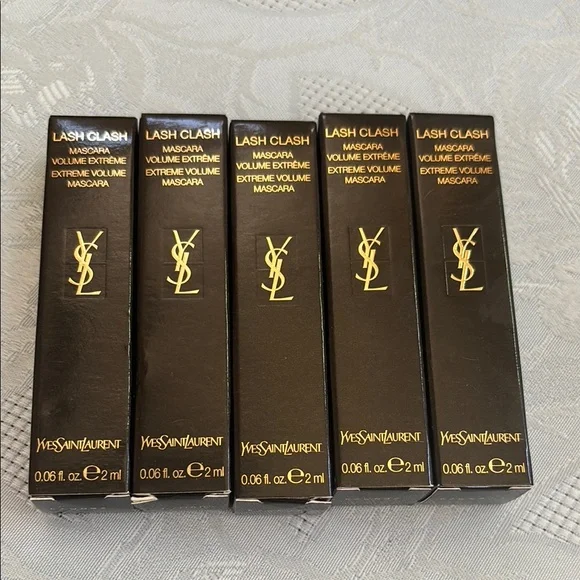 LASH CLASH
MASCARA
VOLUME EXTRÊME
EXTREME VOLUME
MASCARA
YSL
YVESSAINTLAURENT
0.06 fl. oz. e 2 ml
LASH CLASH
MASCARA
VOLUME EXTRÊME
EXTREME VOLUME
MASCARA
YSL
YVESSAINTLAURENT
0.06 fl. oz. e 2 ml
LASH CLASH
MASCARA
VOLUME EXTRÊME
EXTREME VOLUME
MASCARA
YSL
YVESSAINTLAURENT
0.06 fl. oz. e 2 ml
LASH CLASH
MASCARA
VOLUME EXTRÊME
EXTREME VOLUME
MASCARA
YSL
YVESSAINTLAURENT
0.06 fl. oz. e 2 ml
LASH CLASH
MASCARA
VOLUME EXTRÊME
EXTREME VOLUME
MASCARA
YSL
YVESSAINTLAURENT
0.06 fl. oz. e 2 ml